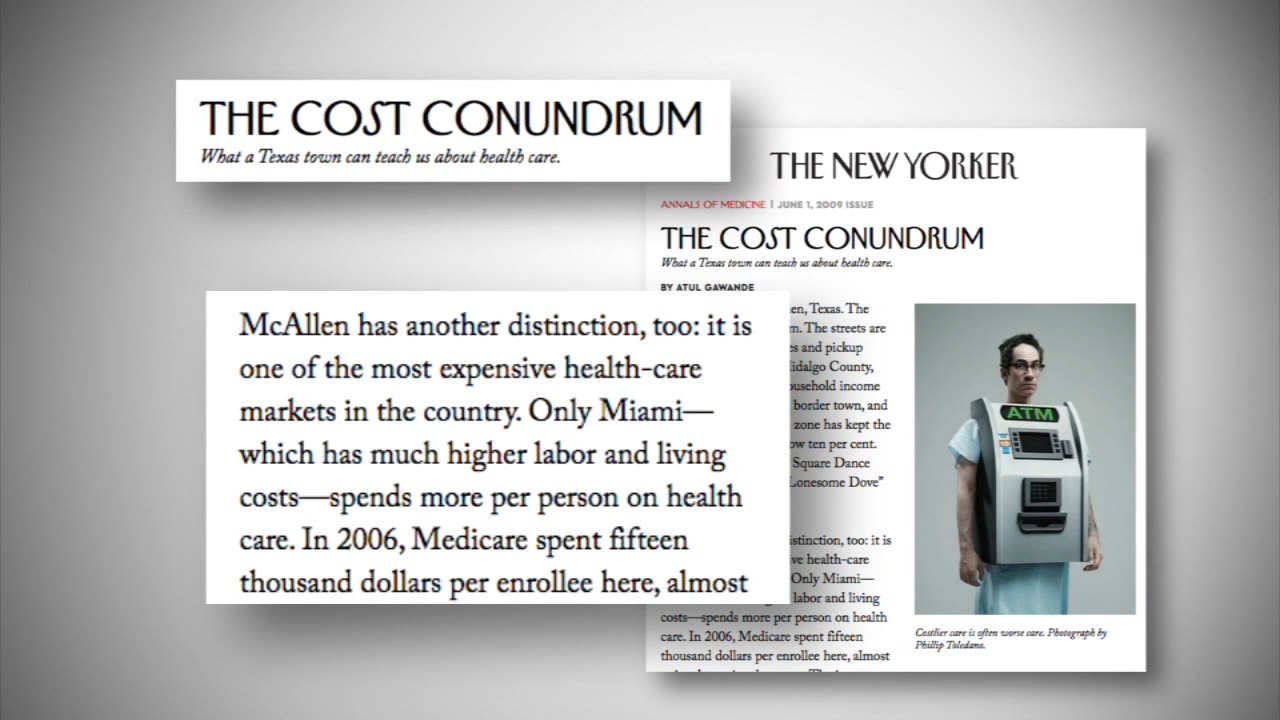 THE COST CONUNDRUM
What a Texas town can teach us about health care.
THE NEW YORKER
ANNALS OF MEDICINE | JUNE 1, 2009 ISSUE
THE COST CONUNDRUM
What a Texas town can teach us about health care.
BY ATUL GAWANDE
McAllen has another distinction, too: it is
one of the most expensive health-care
markets in the country. Only Miami—
which has much higher labor and living
costs—spends more per person on health
care. In 2006, Medicare spent fifteen
thousand dollars per enrollee here, almost
Texas. The
The streets are
and pickup
County,
income
border town, and
zone has kept the
ten per cent.
Square Dance
Lonesome Dove”
too: it is
health-care
Only Miami—
labor and living
costs—spends more per person on health
care. In 2006, Medicare spent fifteen
thousand dollars per enrollee here, almost
ATM
Costlier care is often worse care. Photograph by
Phillip Toledano.